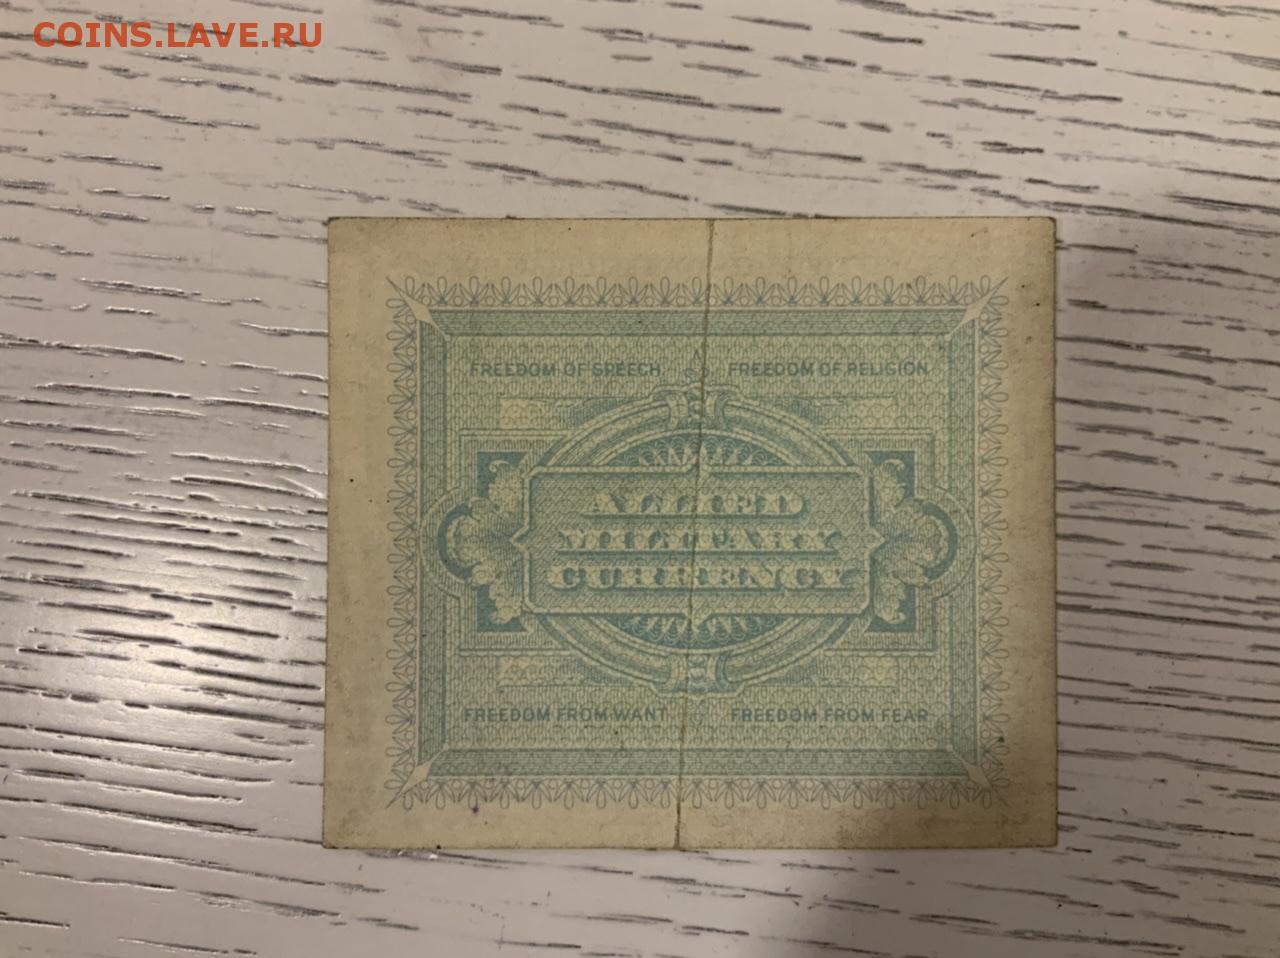 COINS.LAVE.RU
FREEDOM OF SPEECH FREEDOM OF RELIGION
ALLIED
MILITARY
CURRENCY
FREEDOM FROM WANT FREEDOM FROM FEAR